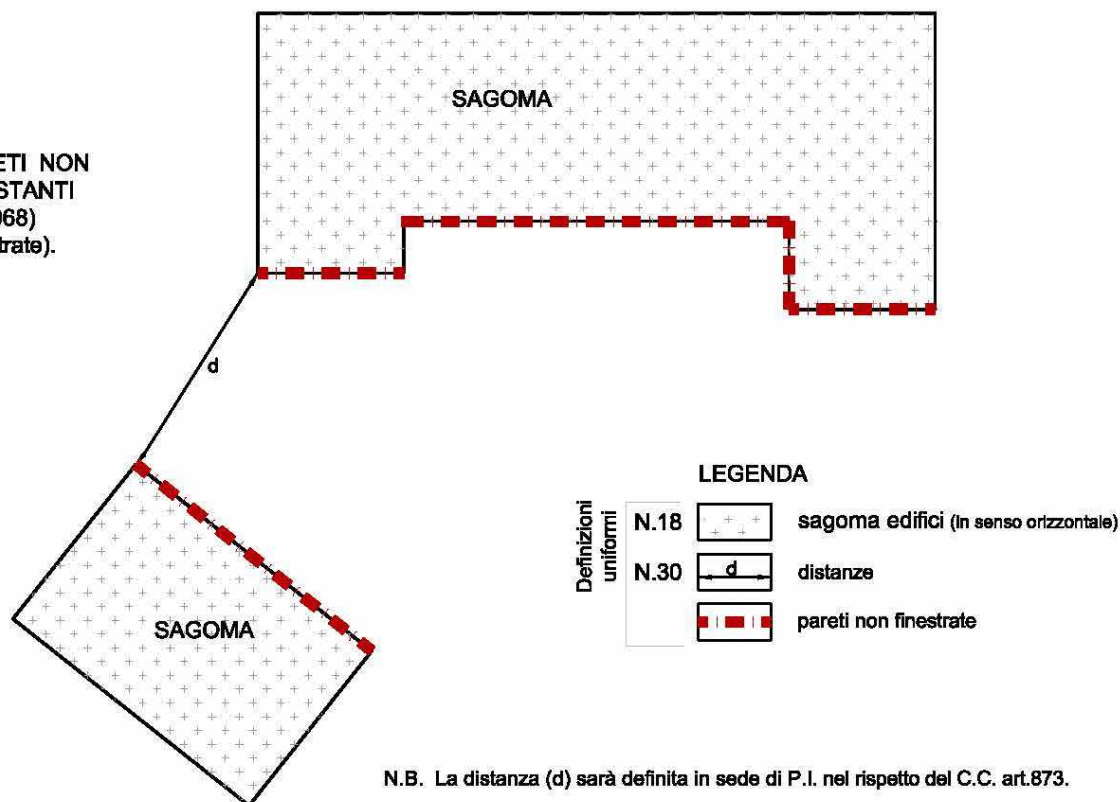 SAGOMA
ETI NON
STANTI
968)
trate).
d
SAGOMA
LEGENDA
Definizioni
uniformi
N.18 sagoma edifici (in senso orizzontale)
N.30 d distanze
pareti non finestrate
N.B. La distanza (d) sarà definita in sede di P.I. nel rispetto del C.C. art.873.